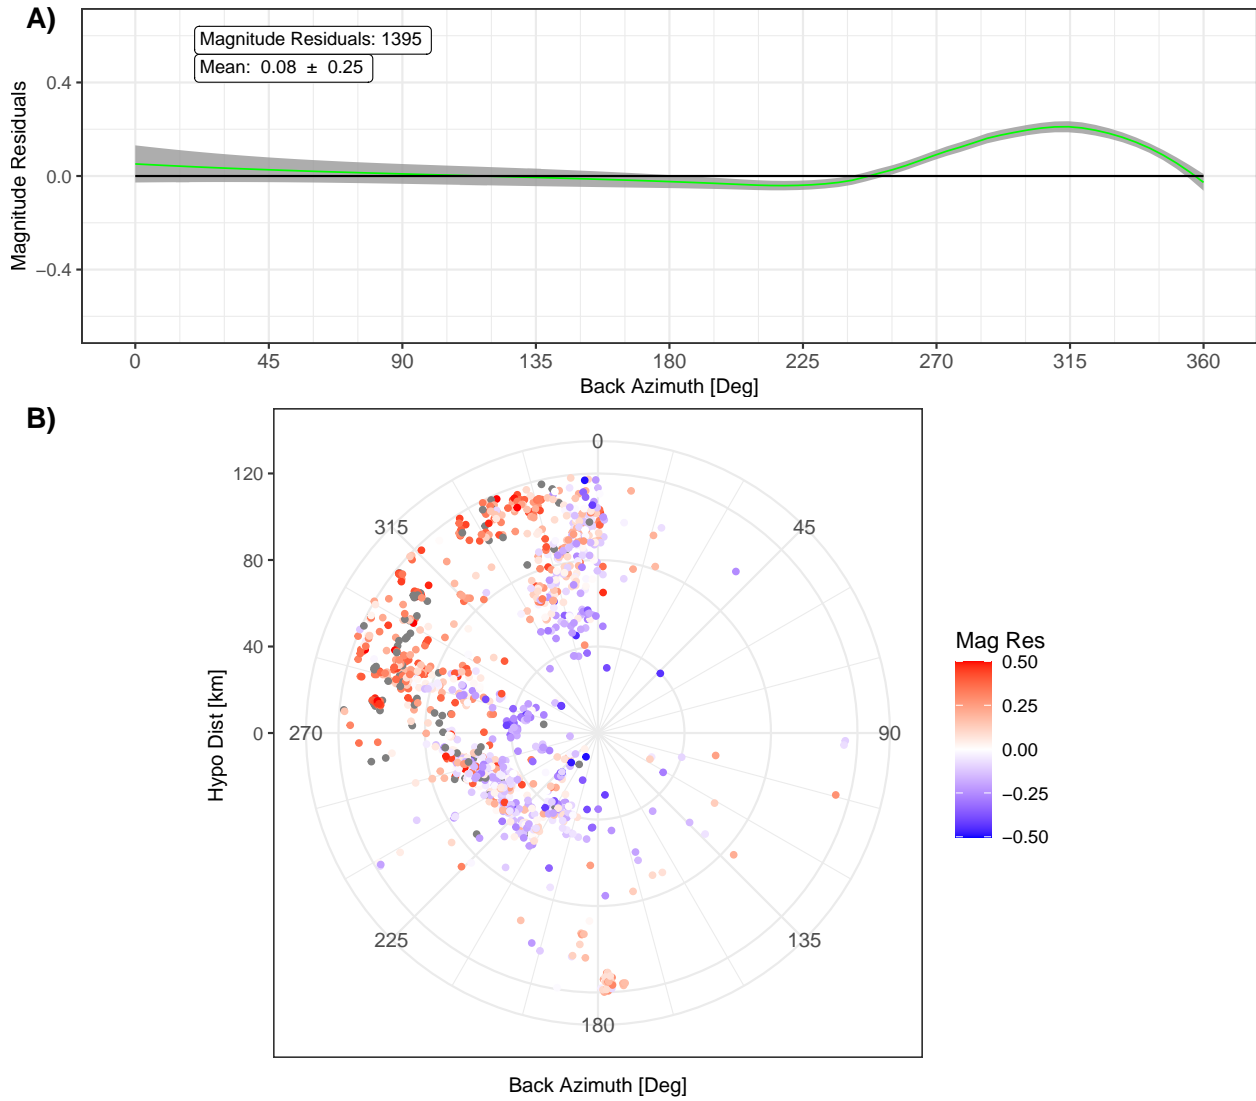 A)
Magnitude Residuals: 1395
Mean:  0.08  ±  0.25
Magnitude Residuals
0.4
0.0
−0.4
0 45 90 135 180 225 270 315 360
Back Azimuth [Deg]
B)
Hypo Dist [km]
120
80
40
0
0
45
90
135
180
225
270
315
Back Azimuth [Deg]
Mag Res
0.50
0.25
0.00
−0.25
−0.50